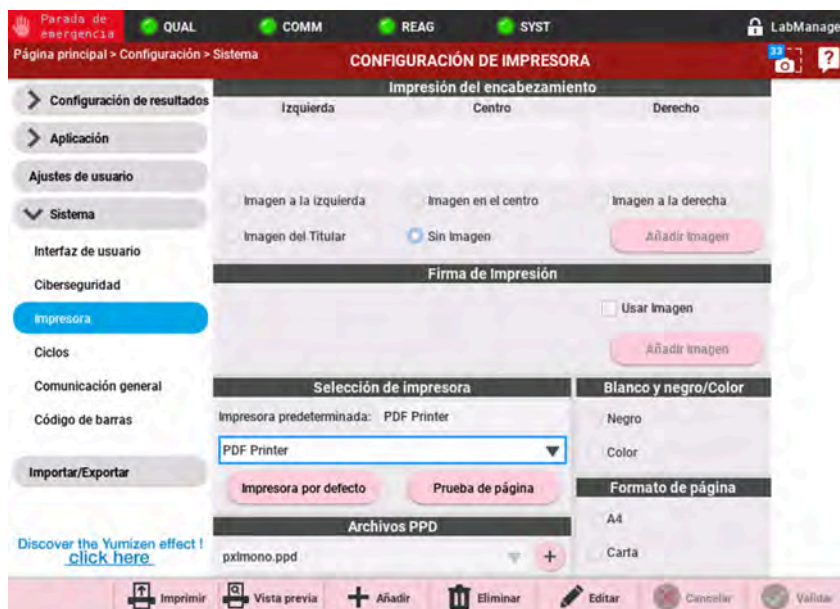 Parada de emergencia
QUAL
COMM
REAG
SYST
LabManage
Página principal > Configuración > Sistema
CONFIGURACIÓN DE IMPRESORA
33
?
Configuración de resultados
Aplicación
Ajustes de usuario
Sistema
Interfaz de usuario
Ciberseguridad
Impresora
Ciclos
Comunicación general
Código de barras
Importar/Exportar
Discover the Yumizen effect !
click here
Impresión del encabezamiento
Izquierda Centro Derecho
Imagen a la izquierda Imagen en el centro Imagen a la derecha
Imagen del Titular Sin Imagen Añadir Imagen
Firma de Impresión
Usar Imagen
Añadir Imagen
Selección de impresora
Impresora predeterminada: PDF Printer
PDF Printer
Impresora por defecto Prueba de página
Archivos PPD
pxlmono.ppd
+
Blanco y negro/Color
Negro
Color
Formato de página
A4
Carta
Imprimir Vista previa Añadir Eliminar Editar Cancelar Validar